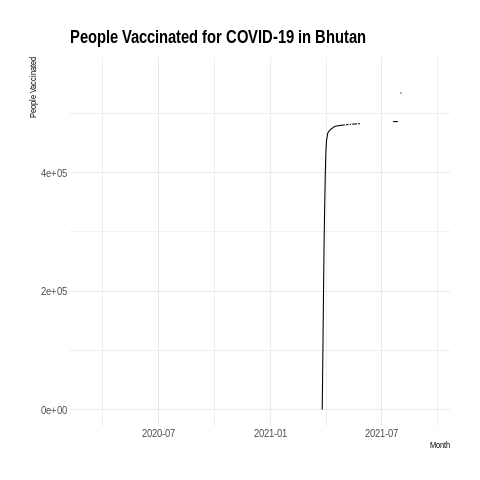 People Vaccinated for COVID-19 in Bhutan
People Vaccinated
4e+05
2e+05
0e+00
2020-07
2021-01
2021-07
Month